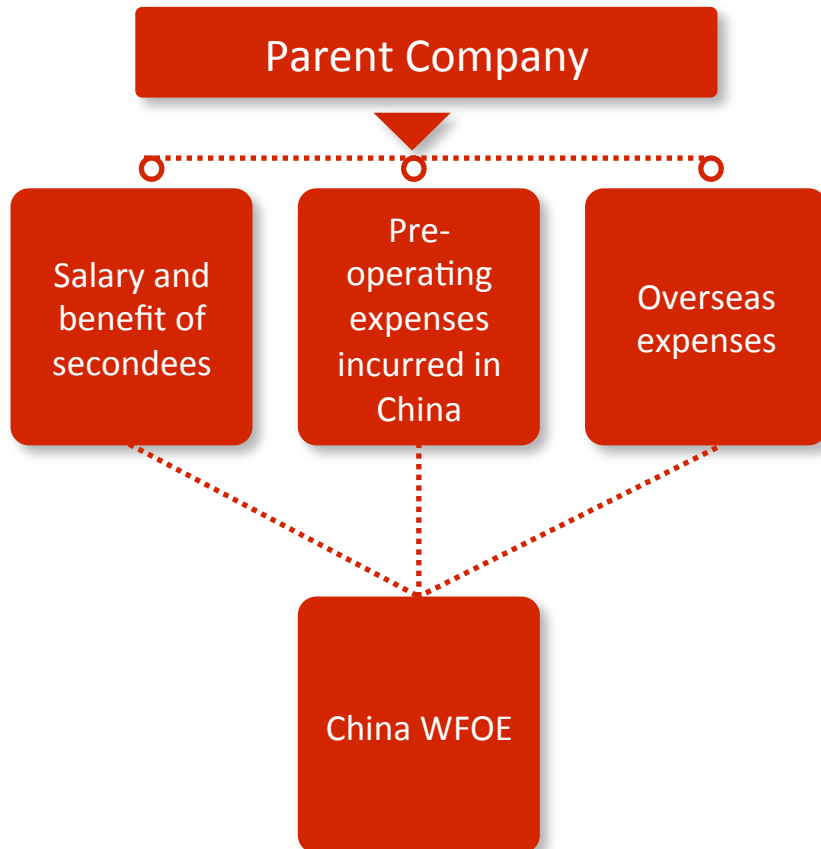 Parent Company
Salary and
benefit of
secondees
Pre-
operating
expenses
incurred in
China
Overseas
expenses
China WFOE